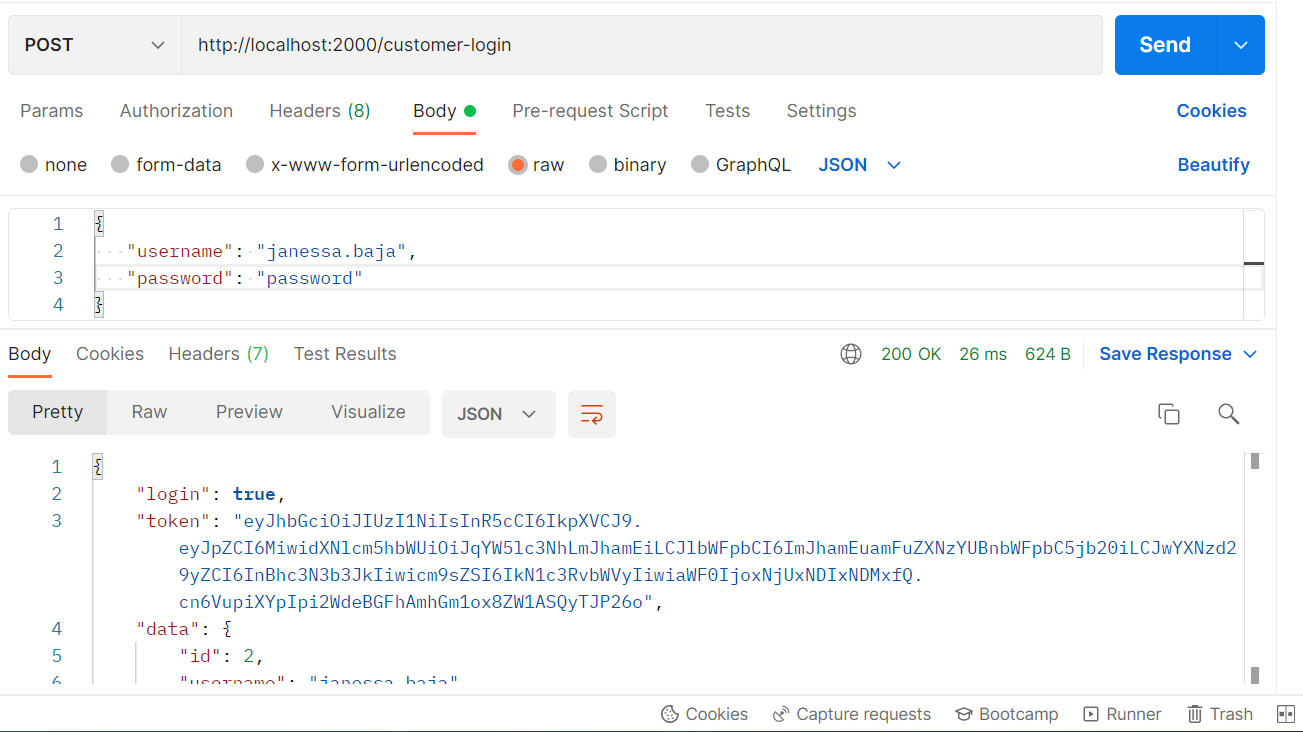 POST http://localhost:2000/customer-login Send
Params Authorization Headers (8) Body Pre-request Script Tests Settings Cookies
none form-data x-www-form-urlencoded raw binary GraphQL JSON Beautify
1 {
2 "username": "janessa.baja",
3 "password": "password"
4 }
Body Cookies Headers (7) Test Results 200 OK 26 ms 624 B Save Response
Pretty Raw Preview Visualize JSON
1 {
2 "login": true,
3 "token": "eyJhbGciOiJIUzI1NiIsInR5cCI6IkpXVCJ9.
eyJpZCI6MiwidXNlcm5hbWUiOiJqYW5lc3NhLmJhamEiLCJlbWFpbCI6ImJhamEuamFuZXNzYUBnbWFpbC5jb20iLCJwYXNzd2
9yZCI6InBhc3N3b3JkIiwicm9sZSI6IkN1c3RvbWVyIiwiaWF0IjoxNjUxNDIxNDMxfQ.
cn6VupiXYpIpi2WdeBGFhAmhGm1ox8ZW1ASQyTJP26o",
4 "data": {
5 "id": 2,
6 "username": "janessa.baja"
Cookies Capture requests Bootcamp Runner Trash